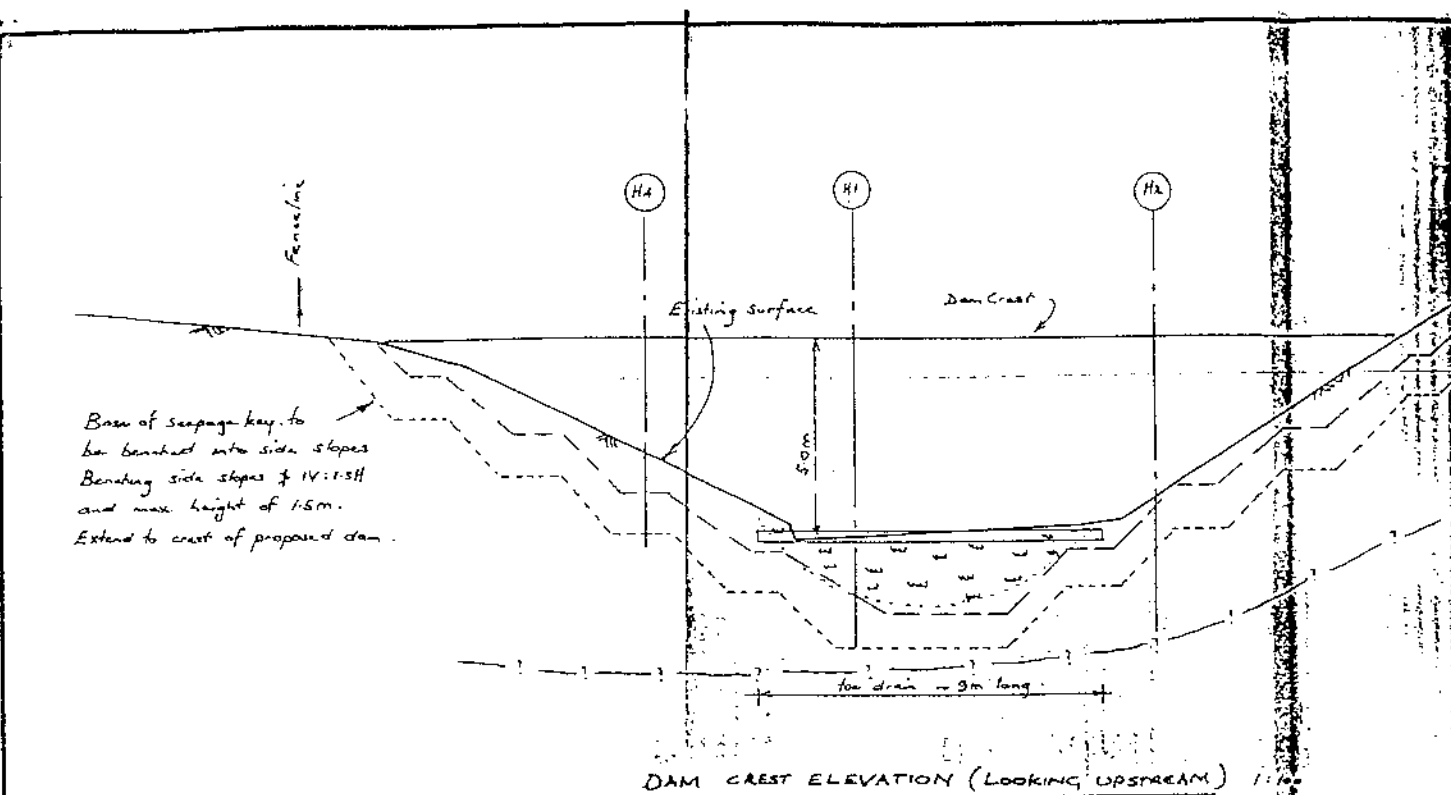 Fenceline
H4
H1
H2
Existing surface
Dam Crest
5.0m
Base of seepage key to
be benched into side slopes
Benching side slopes 1V:1.5H
and max height of 1.5m.
Extend to crest of proposed dam.
? ? ? ? ? ? ? ? ? ?
toe drain ~ 9m long
DAM CREST ELEVATION (LOOKING UPSTREAM)